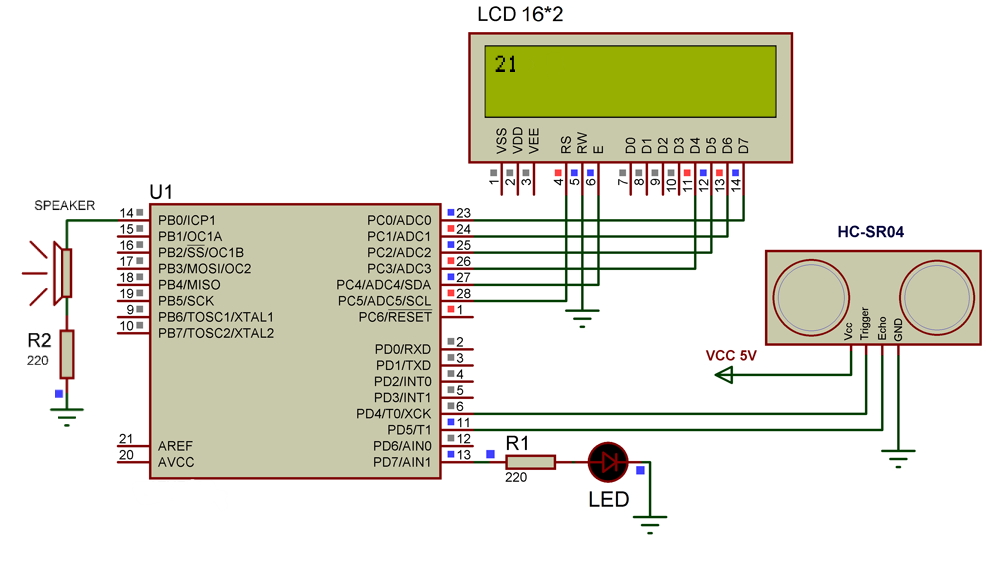 LCD 16*2
21
VSS VDD VEE RS RW E D0 D1 D2 D3 D4 D5 D6 D7
1 2 3 4 5 6 7 8 9 10 11 12 13 14
SPEAKER
R2
220
U1
14 PB0/ICP1 PC0/ADC0 23
15 PB1/OC1A PC1/ADC1 24
16 PB2/SS/OC1B PC2/ADC2 25
17 PB3/MOSI/OC2 PC3/ADC3 26
18 PB4/MISO PC4/ADC4/SDA 27
19 PB5/SCK PC5/ADC5/SCL 28
9 PB6/TOSC1/XTAL1 PC6/RESET 1
10 PB7/TOSC2/XTAL2
PD0/RXD 2
PD1/TXD 3
PD2/INT0 4
PD3/INT1 5
PD4/T0/XCK 6
PD5/T1 11
21 AREF PD6/AIN0 12
20 AVCC PD7/AIN1 13
HC-SR04
Vcc Trigger Echo GND
VCC 5V
R1
220
LED